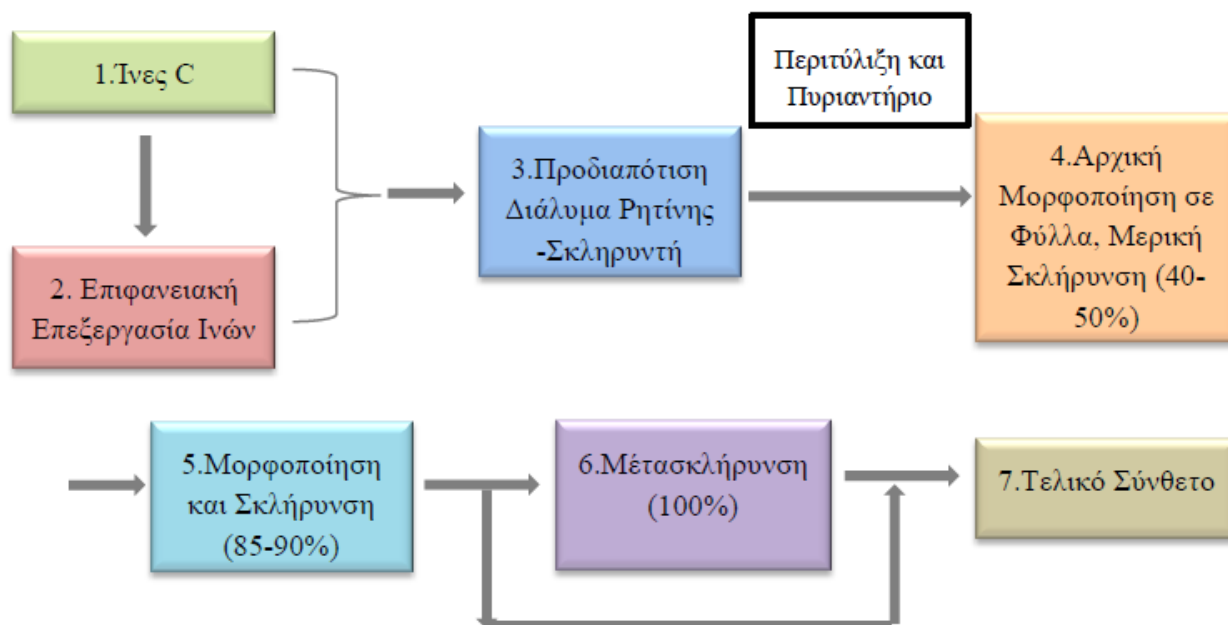 1.Ίνες C
Περιτύλιξη και
Πυριαντήριο
2. Επιφανειακή
Επεξεργασία Ινών
3.Προδιαπότιση
Διάλυμα Ρητίνης
-Σκληρυντή
4.Αρχική
Μορφοποίηση σε
Φύλλα, Μερική
Σκλήρυνση (40-
50%)
5.Μορφοποίηση
και Σκλήρυνση
(85-90%)
6.Μέτασκλήρυνση
(100%)
7.Τελικό Σύνθετο